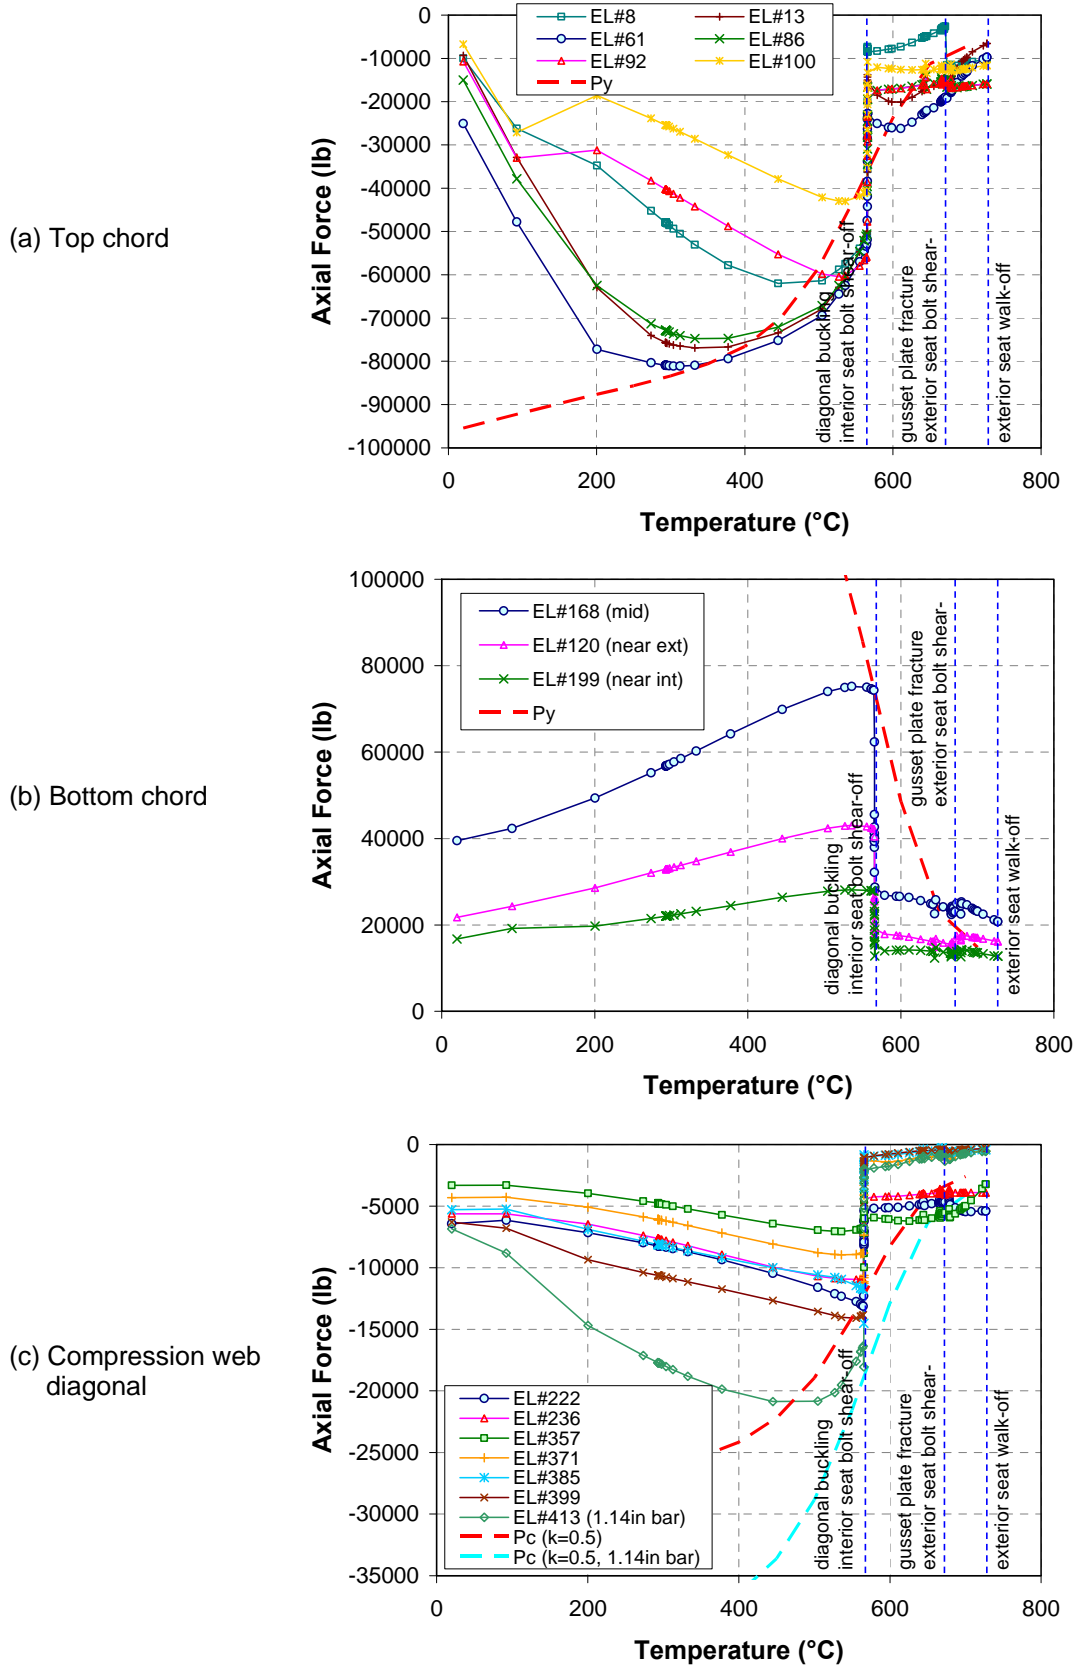 0
-10000
-20000
-30000
-40000
-50000
-60000
-70000
-80000
-90000
-100000
Axial Force (lb)
(a) Top chord
EL#8
EL#13
EL#61
EL#86
EL#92
EL#100
Py
diagonal buckling
interior seat bolt shear-off
gusset plate fracture
exterior seat bolt shear-
exterior seat walk-off
0
200
400
600
800
Temperature (°C)
100000
80000
60000
40000
20000
0
Axial Force (lb)
(b) Bottom chord
EL#168 (mid)
EL#120 (near ext)
EL#199 (near int)
Py
diagonal buckling
interior seat bolt shear-off
gusset plate fracture
exterior seat bolt shear-
exterior seat walk-off
0
200
400
600
800
Temperature (°C)
0
-5000
-10000
-15000
-20000
-25000
-30000
-35000
Axial Force (lb)
(c) Compression web
diagonal
EL#222
EL#236
EL#357
EL#371
EL#385
EL#399
EL#413 (1.14in bar)
Pc (k=0.5)
Pc (k=0.5, 1.14in bar)
diagonal buckling
interior seat bolt shear-off
gusset plate fracture
exterior seat bolt shear-
exterior seat walk-off
0
200
400
600
800
Temperature (°C)